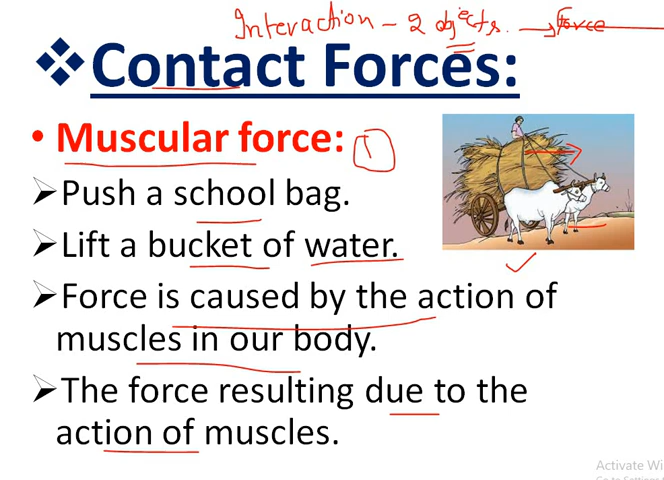 Interaction - 2 objects. → Force
❖Contact Forces:
• Muscular force: 1
➢Push a school bag.
➢Lift a bucket of water.
➢Force is caused by the action of
muscles in our body.
➢The force resulting due to the
action of muscles.
Activate Wi